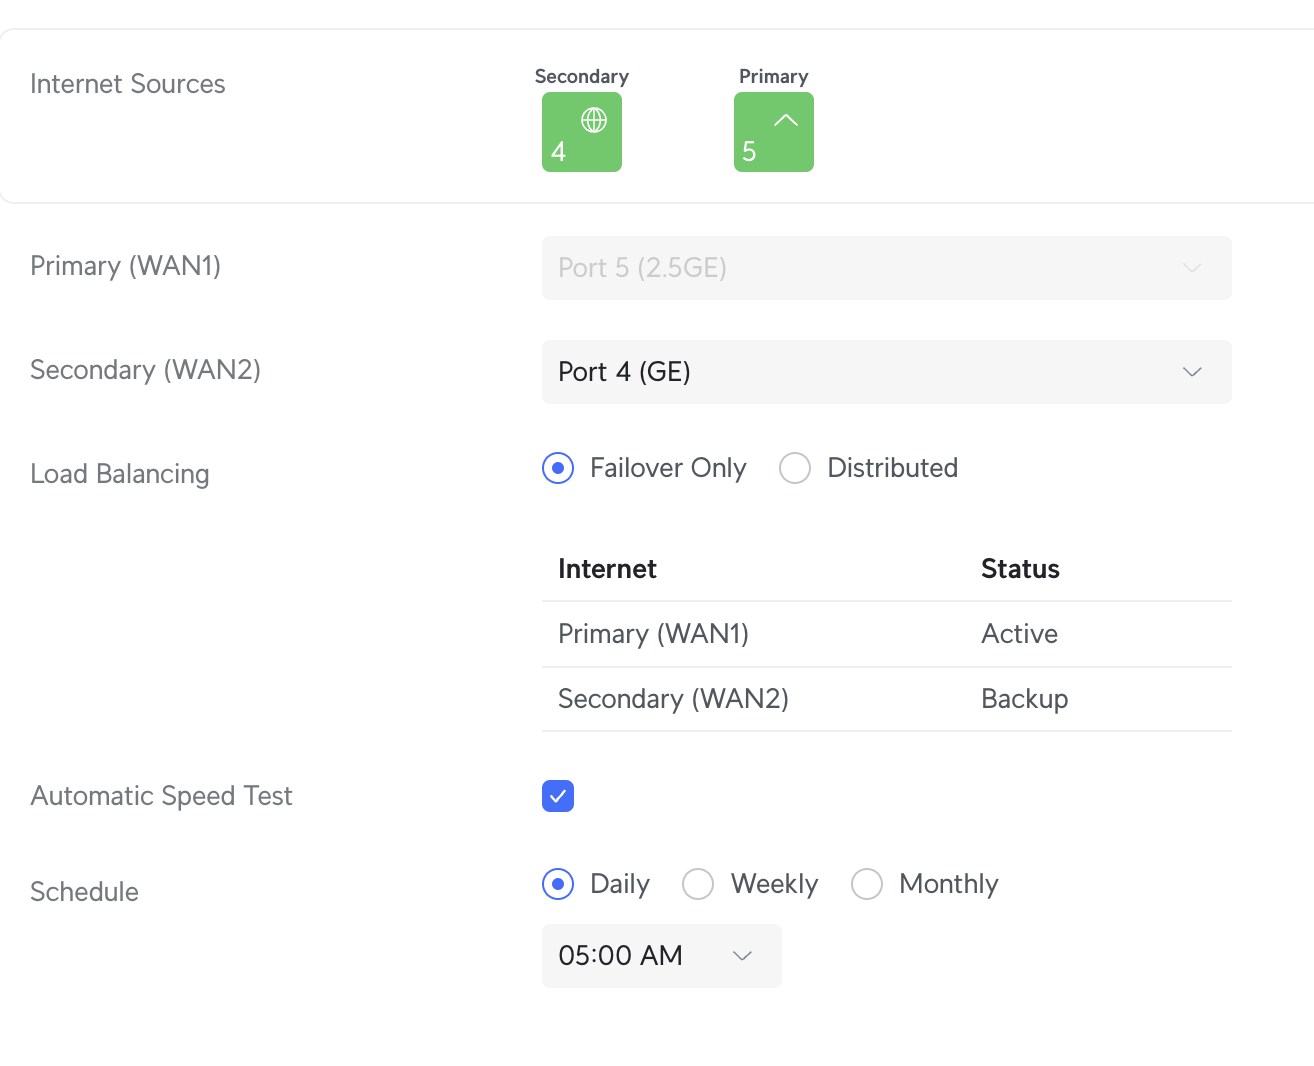 Internet Sources
Secondary
Primary
4
5
Primary (WAN1)
Port 5 (2.5GE)
Secondary (WAN2)
Port 4 (GE)
Load Balancing
Failover Only
Distributed
Internet Status
Primary (WAN1) Active
Secondary (WAN2) Backup
Automatic Speed Test
Schedule
Daily
Weekly
Monthly
05:00 AM